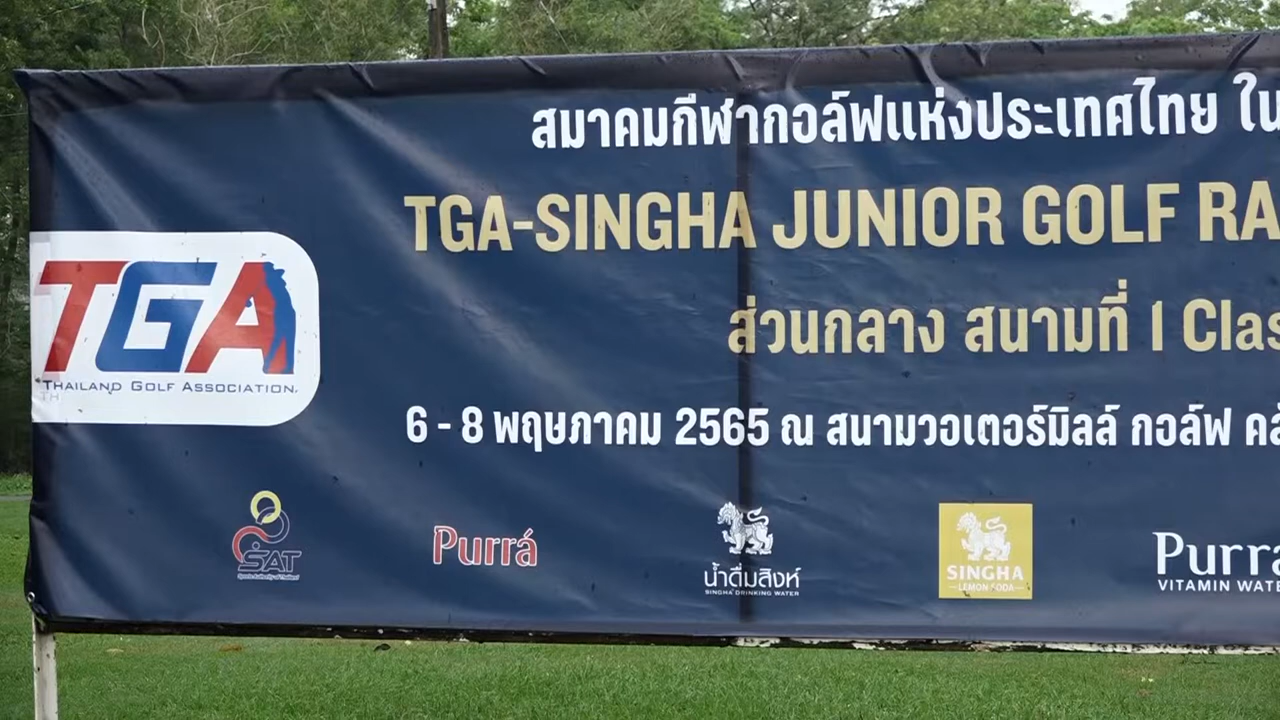 สมาคมกีฬากอล์ฟแห่งประเทศไทย ใน
TGA-SINGHA JUNIOR GOLF RA
ส่วนกลาง สนามที่ 1 Clas
6 - 8 พฤษภาคม 2565 ณ สนามวอเตอร์มิลล์ กอล์ฟ
TGA
THAILAND GOLF ASSOCIATION.
SAT
Sports Authority of Thailand
Purrá
น้ำดื่มสิงห์
SINGHA DRINKING WATER
SINGHA
LEMON SODA
Purra
VITAMIN WATE